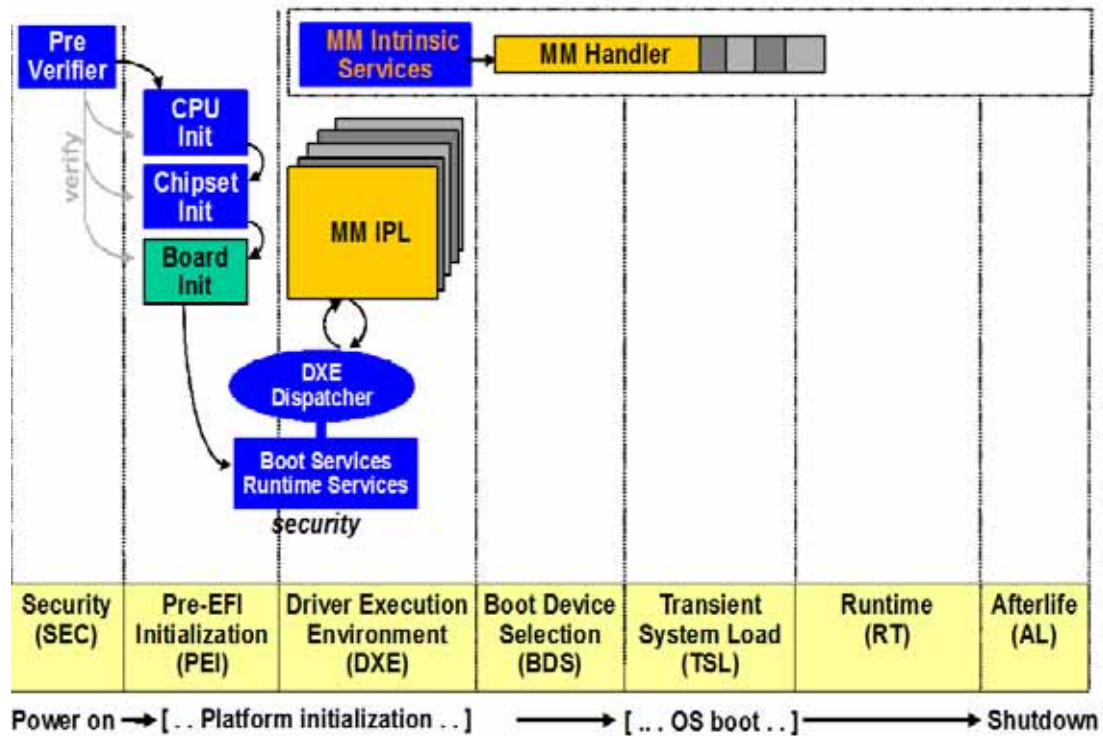 Pre
Verifier
MM Intrinsic
Services
MM Handler
CPU
Init
verify
Chipset
Init
MM IPL
Board
Init
DXE
Dispatcher
Boot Services
Runtime Services
security
Security
(SEC)
Pre-EFI
Initialization
(PEI)
Driver Execution
Environment
(DXE)
Boot Device
Selection
(BDS)
Transient
System Load
(TSL)
Runtime
(RT)
Afterlife
(AL)
Power on → [ . . Platform initialization . . ] → [ ... OS boot . . ] → Shutdown